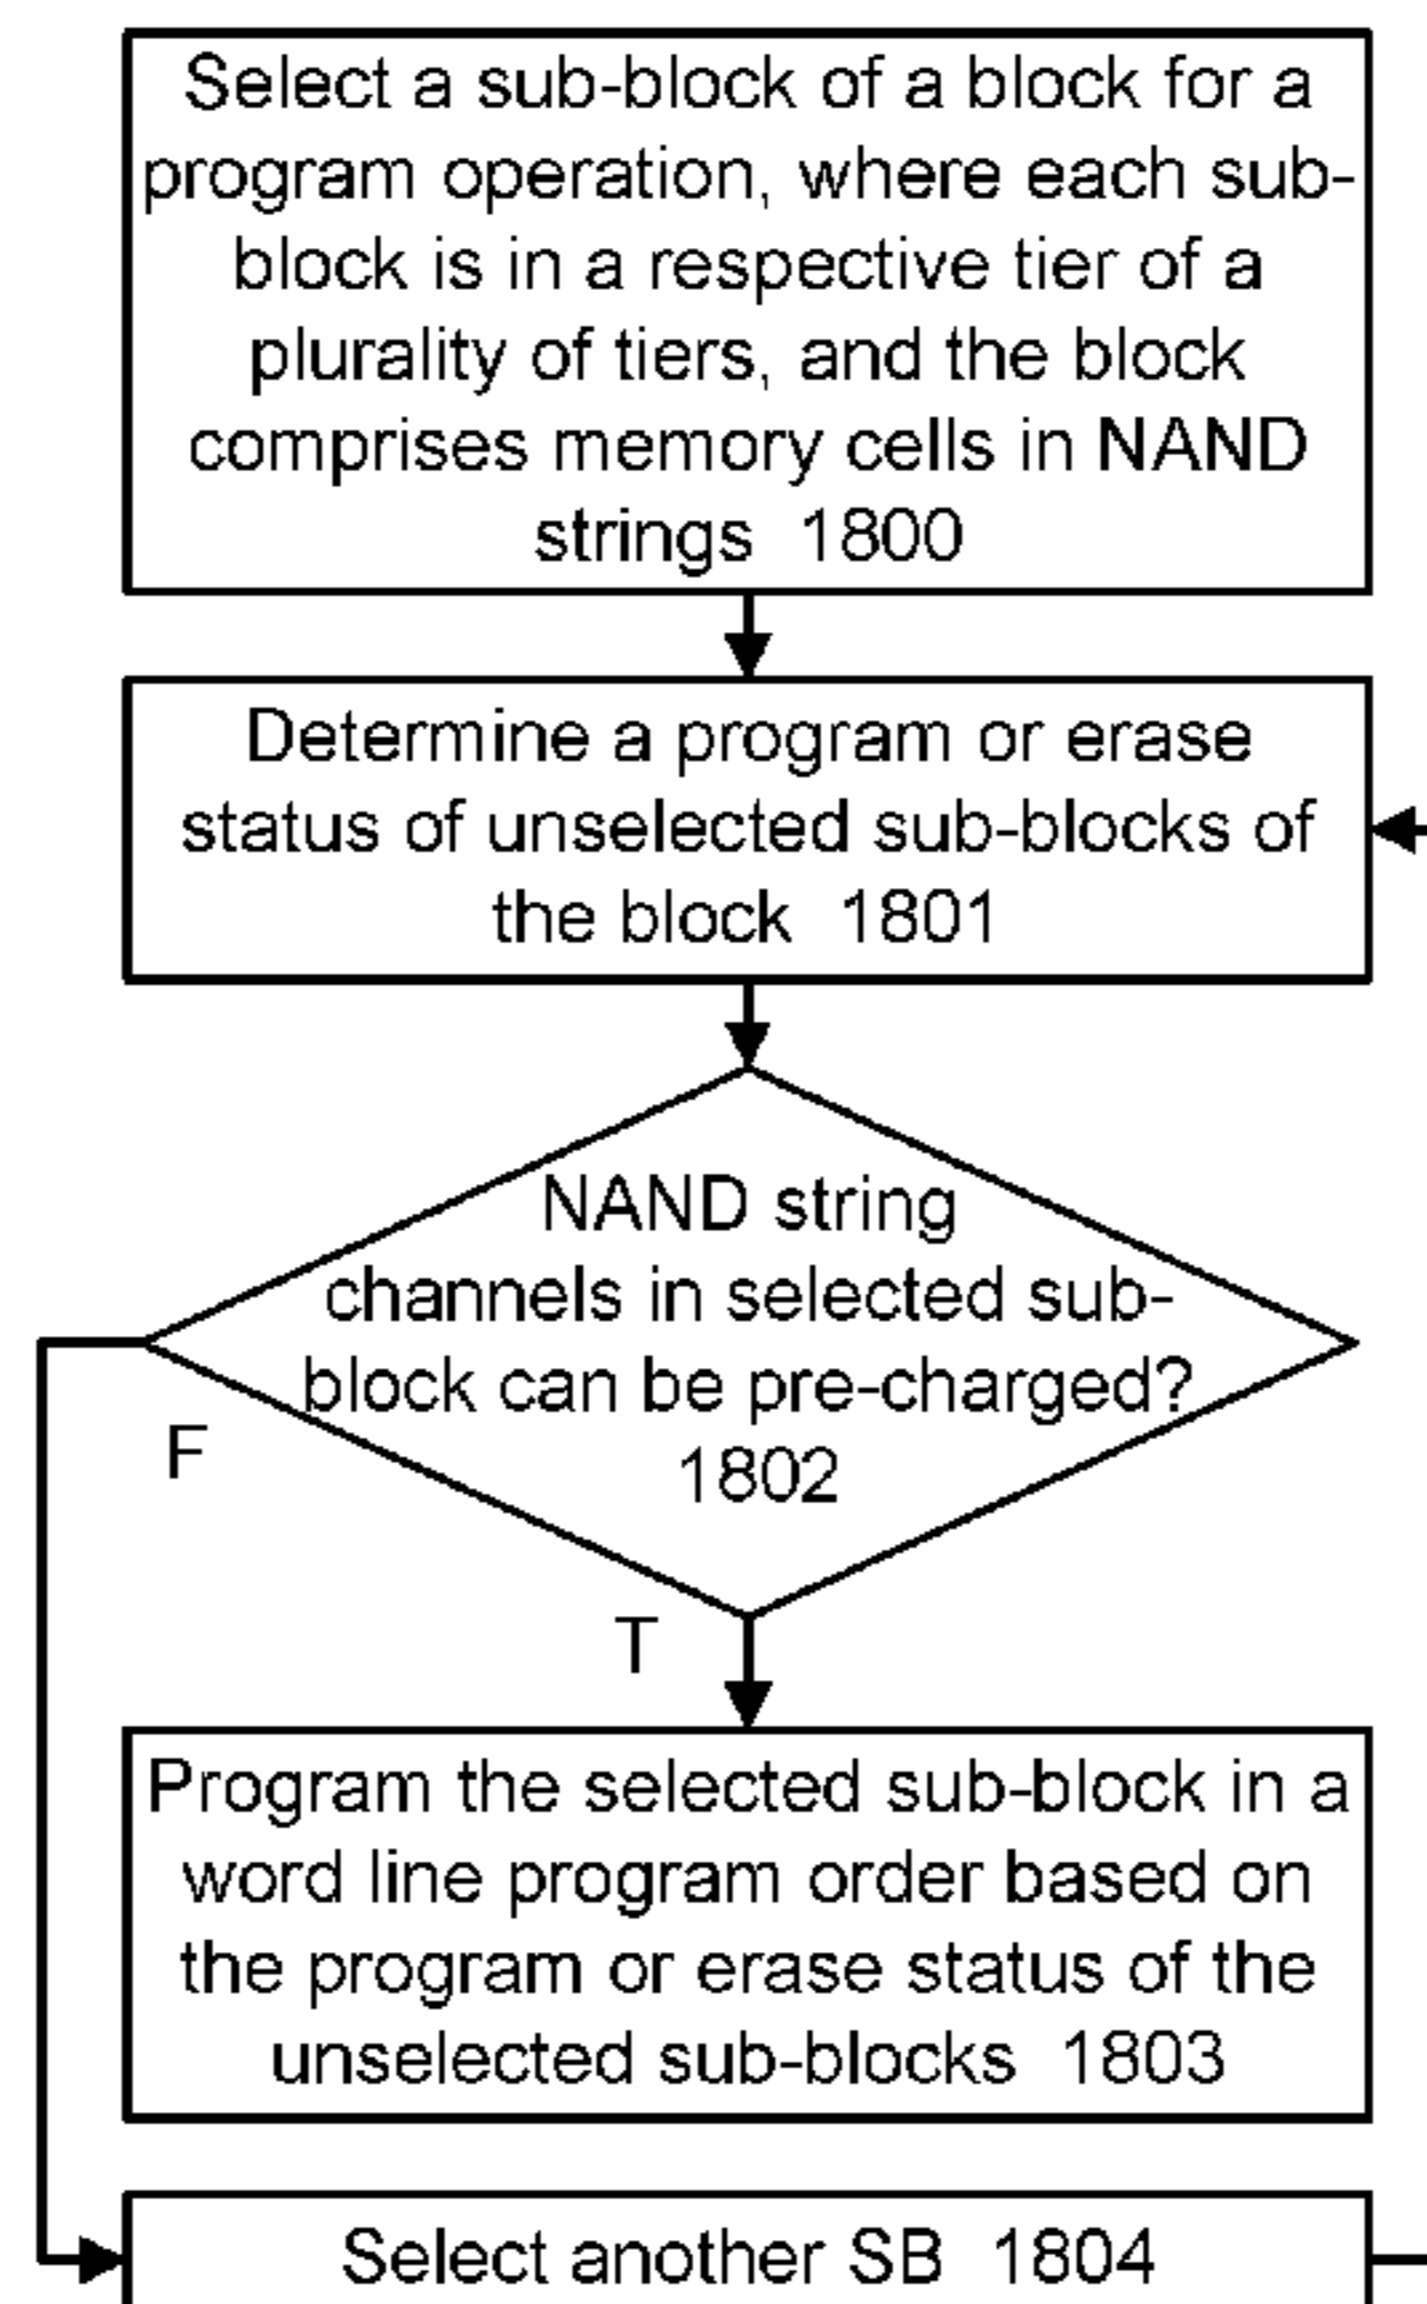 Select a sub-block of a block for a
program operation, where each sub-
block is in a respective tier of a
plurality of tiers, and the block
comprises memory cells in NAND
strings 1800
Determine a program or erase
status of unselected sub-blocks of
the block 1801
NAND string
channels in selected sub-
block can be pre-charged?
1802
F
T
Program the selected sub-block in a
word line program order based on
the program or erase status of the
unselected sub-blocks 1803
Select another SB 1804